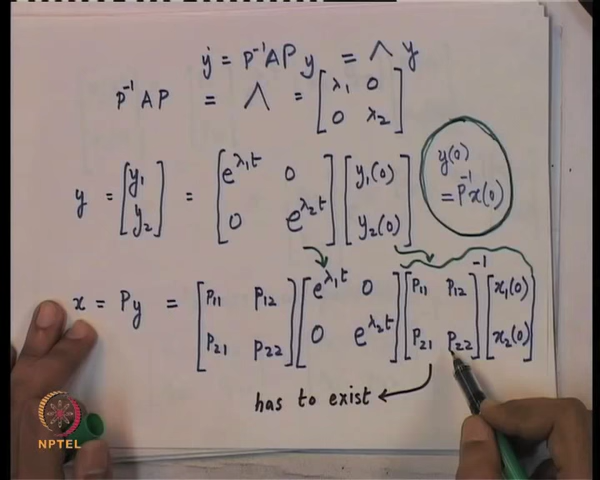 ẏ = P⁻¹AP y = Λ y
P⁻¹AP = Λ = [λ₁ 0; 0 λ₂]
y = [y₁; y₂] = [e^λ₁t 0; 0 e^λ₂t] [y₁(0); y₂(0)]
y(0)
= P⁻¹x(0)
x = Py = [P₁₁ P₁₂; P₂₁ P₂₂] [e^λ₁t 0; 0 e^λ₂t] [P₁₁ P₁₂; P₂₁ P₂₂]⁻¹ [x₁(0); x₂(0)]
has to exist
NPTEL